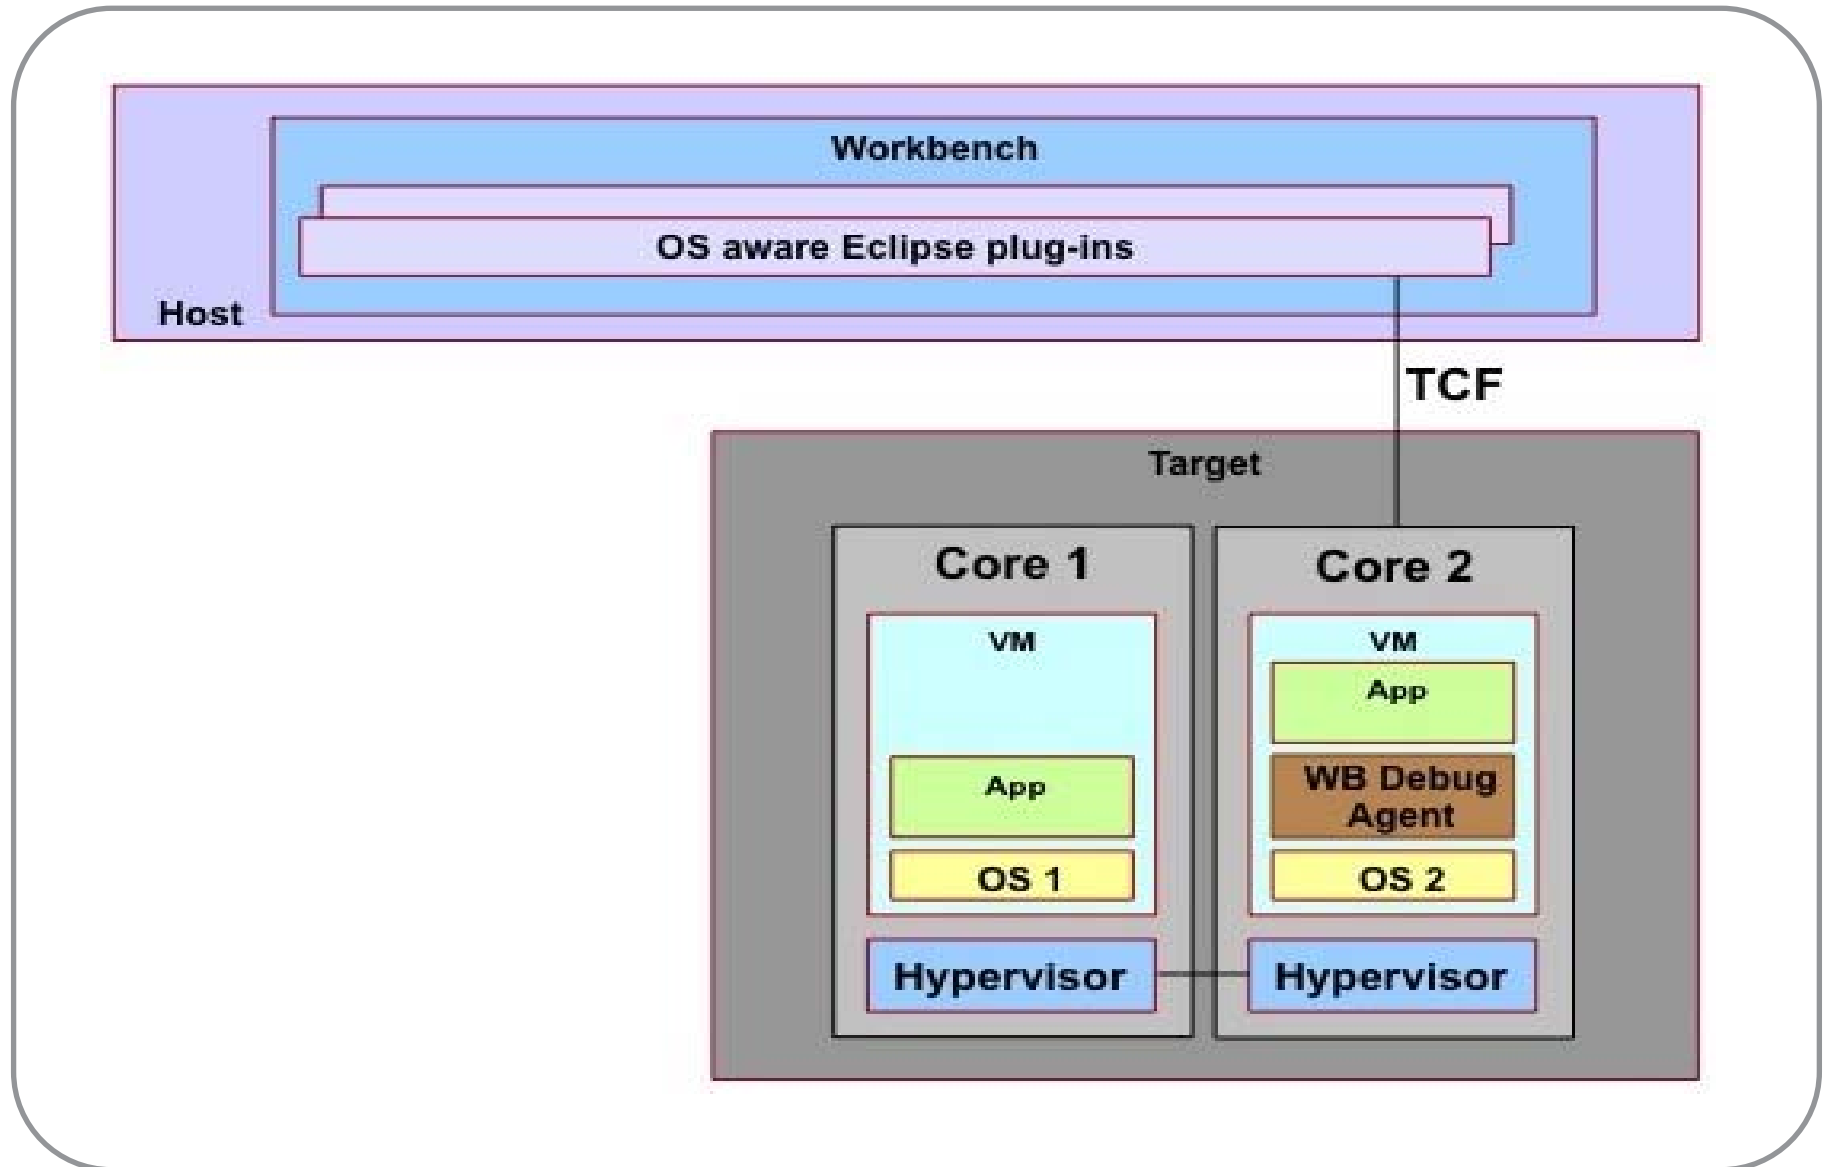 Workbench
OS aware Eclipse plug-ins
Host
TCF
Target
Core 1
VM
App
OS 1
Hypervisor
Core 2
VM
App
WB Debug
Agent
OS 2
Hypervisor